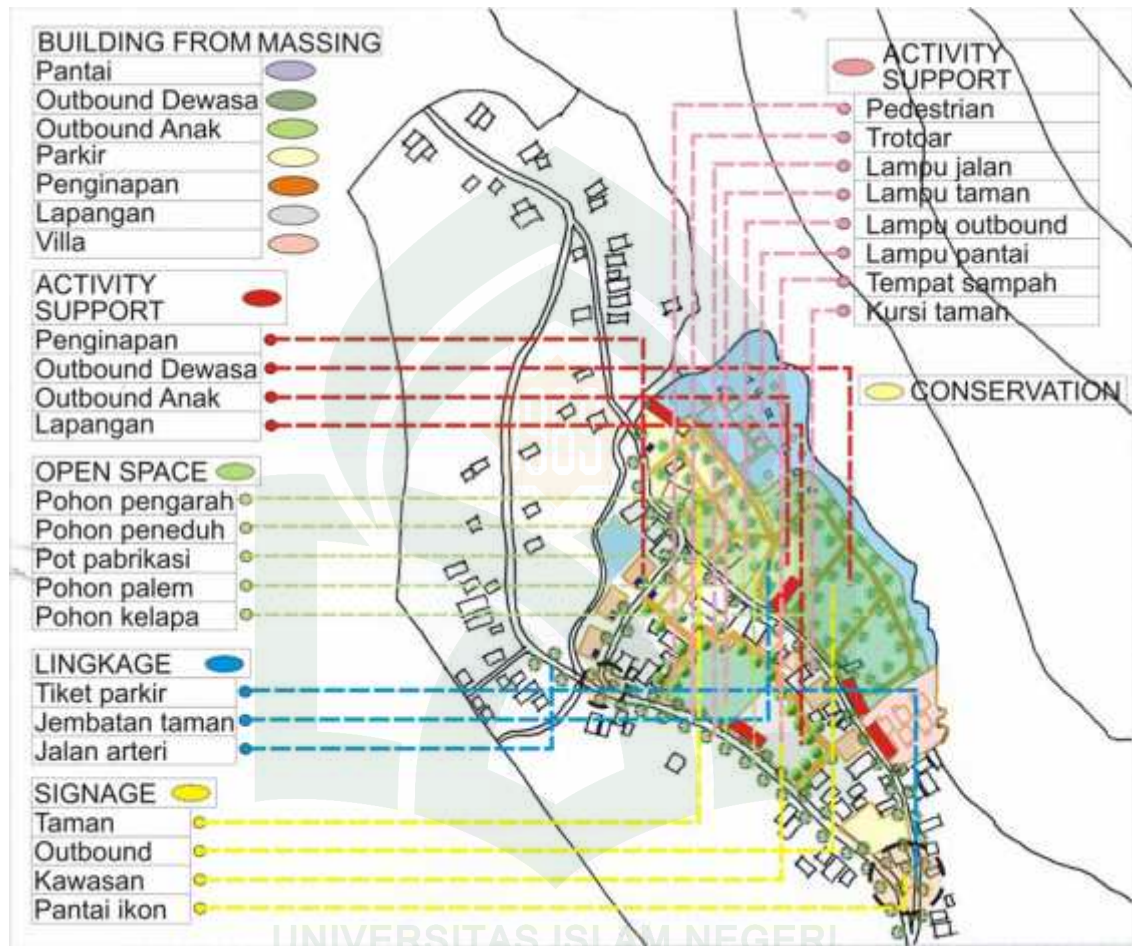 BUILDING FROM MASSING
Pantai
Outbound Dewasa
Outbound Anak
Parkir
Penginapan
Lapangan
Villa
ACTIVITY
SUPPORT
Penginapan
Outbound Dewasa
Outbound Anak
Lapangan
OPEN SPACE
Pohon pengarah
Pohon peneduh
Pot pabrikasi
Pohon palem
Pohon kelapa
LINGKAGE
Tiket parkir
Jembatan taman
Jalan arteri
SIGNAGE
Taman
Outbound
Kawasan
Pantai ikon
ACTIVITY
SUPPORT
Pedestrian
Trotoar
Lampu jalan
Lampu taman
Lampu outbound
Lampu pantai
Tempat sampah
Kursi taman
CONSERVATION
UNIVERSITAS ISLAM NEGERI